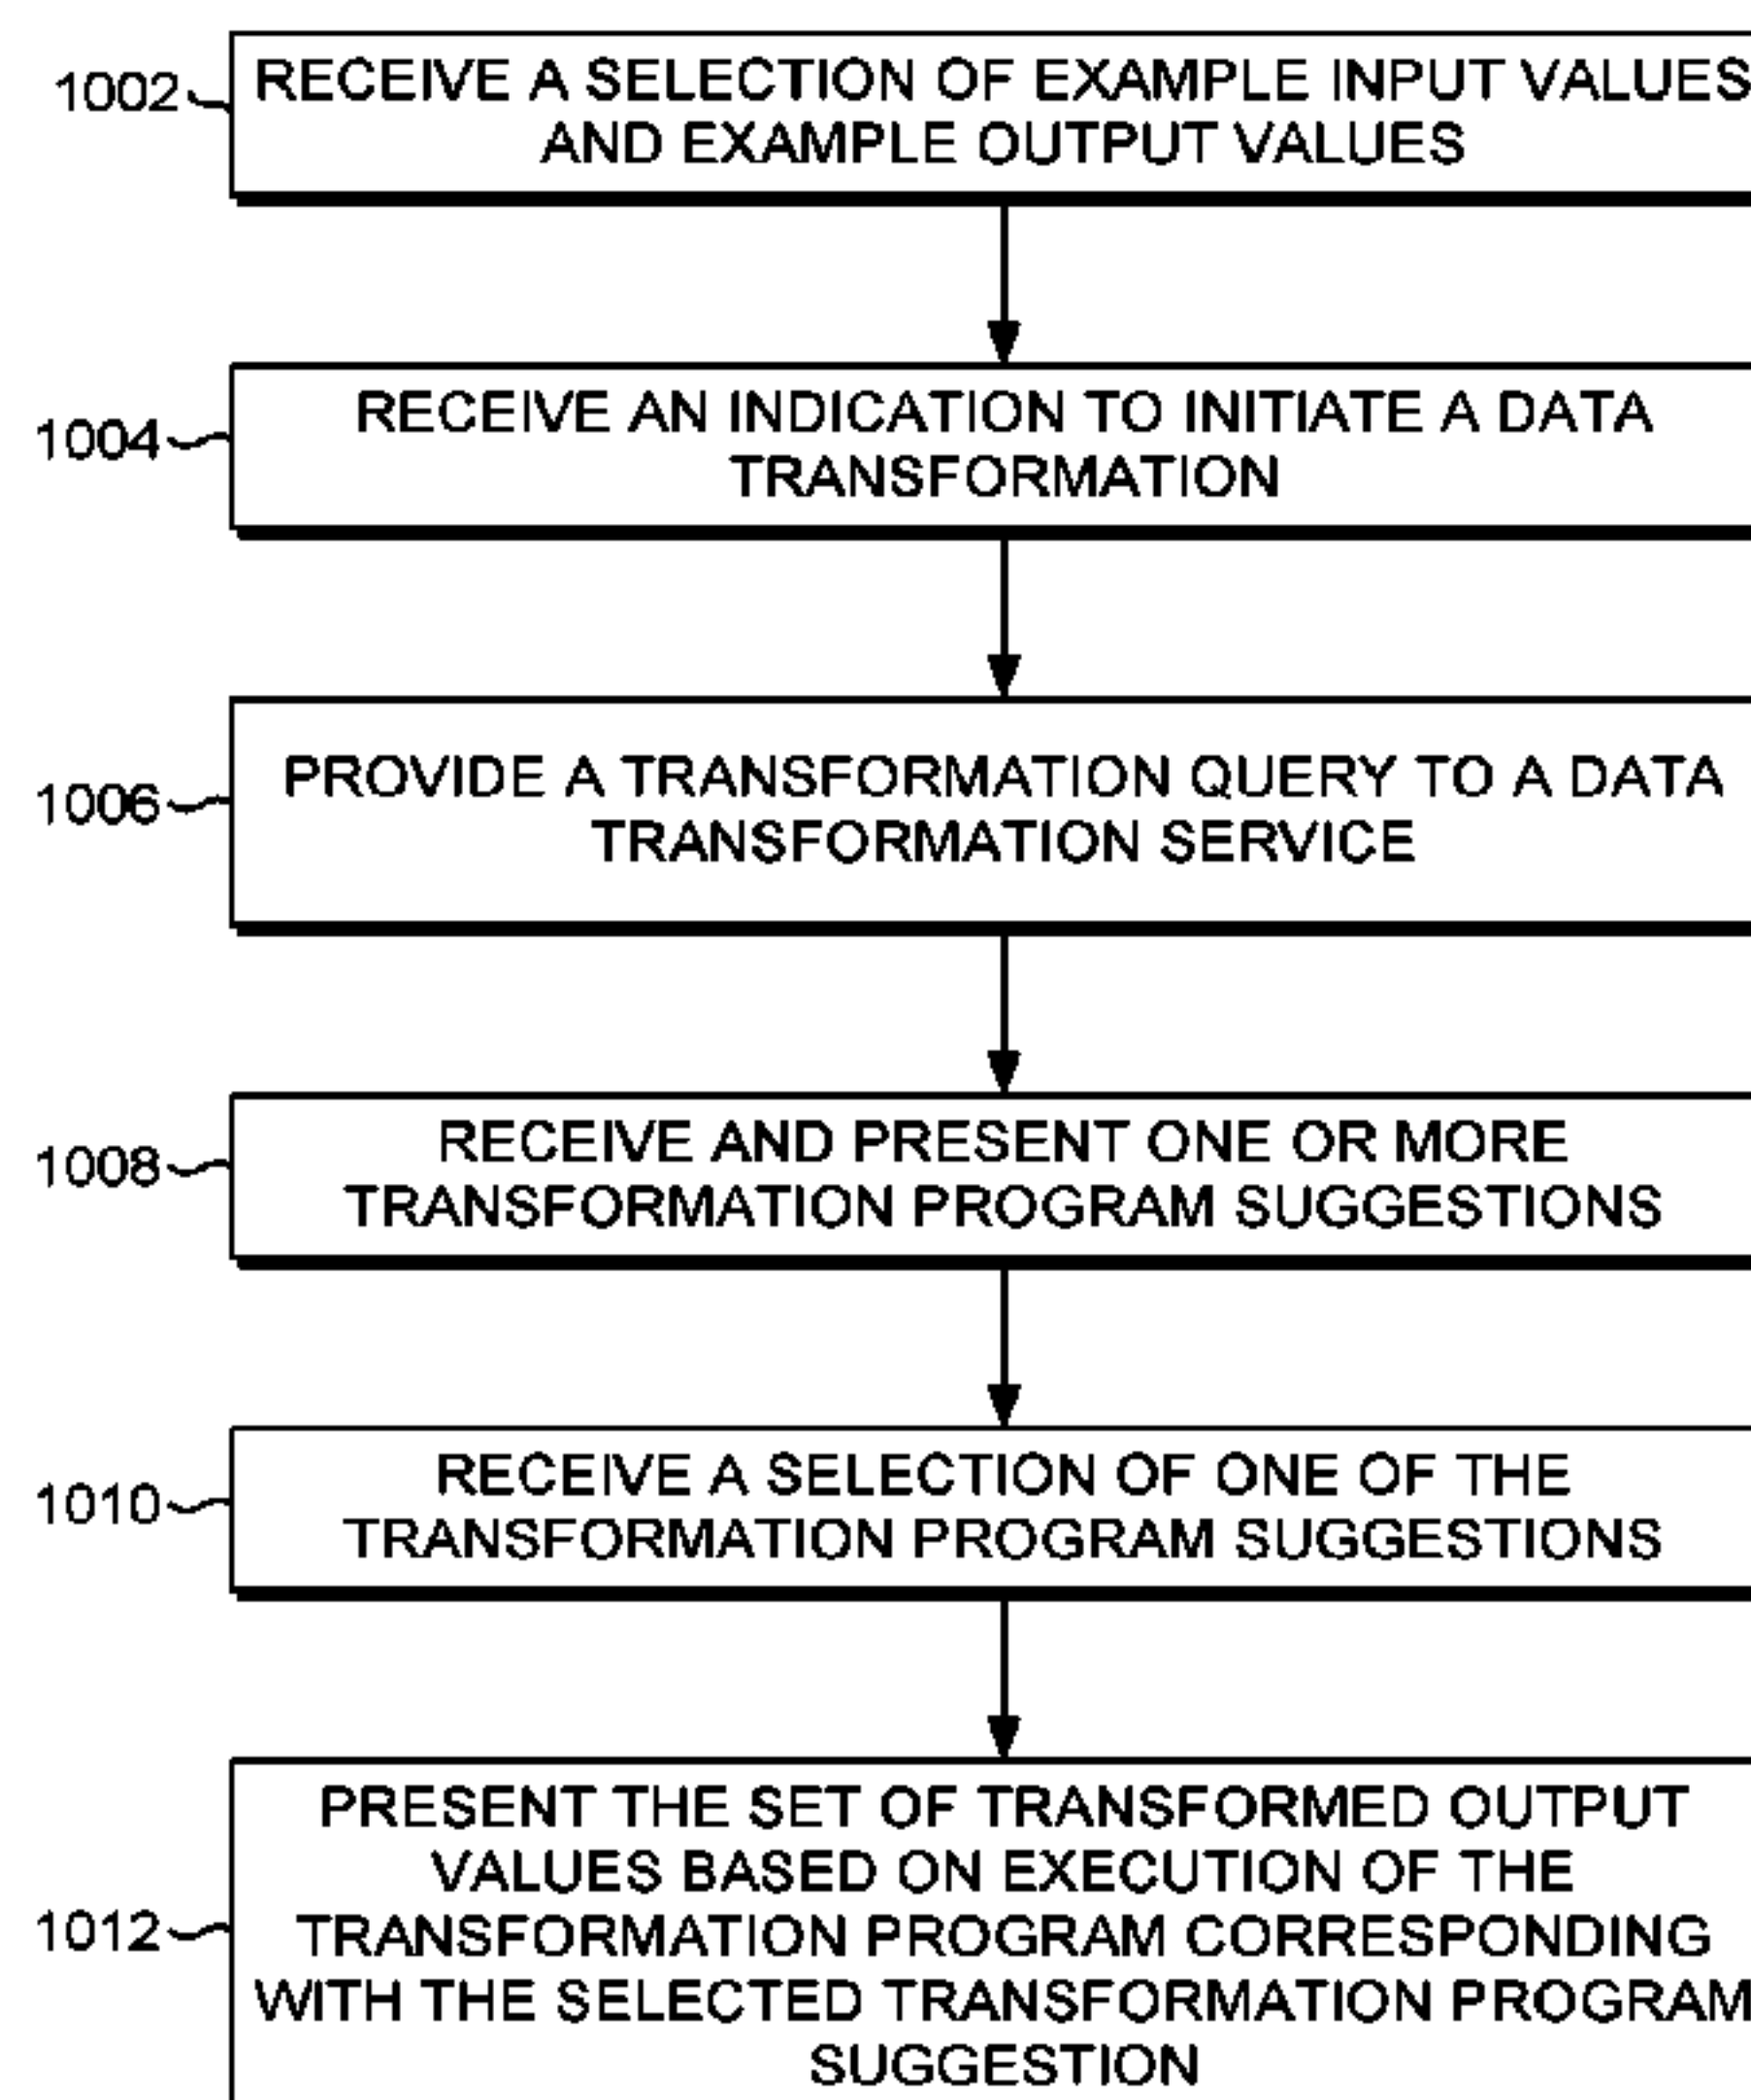 1002
RECEIVE A SELECTION OF EXAMPLE INPUT VALUES
AND EXAMPLE OUTPUT VALUES
1004
RECEIVE AN INDICATION TO INITIATE A DATA
TRANSFORMATION
1006
PROVIDE A TRANSFORMATION QUERY TO A DATA
TRANSFORMATION SERVICE
1008
RECEIVE AND PRESENT ONE OR MORE
TRANSFORMATION PROGRAM SUGGESTIONS
1010
RECEIVE A SELECTION OF ONE OF THE
TRANSFORMATION PROGRAM SUGGESTIONS
1012
PRESENT THE SET OF TRANSFORMED OUTPUT
VALUES BASED ON EXECUTION OF THE
TRANSFORMATION PROGRAM CORRESPONDING
WITH THE SELECTED TRANSFORMATION PROGRAM
SUGGESTION